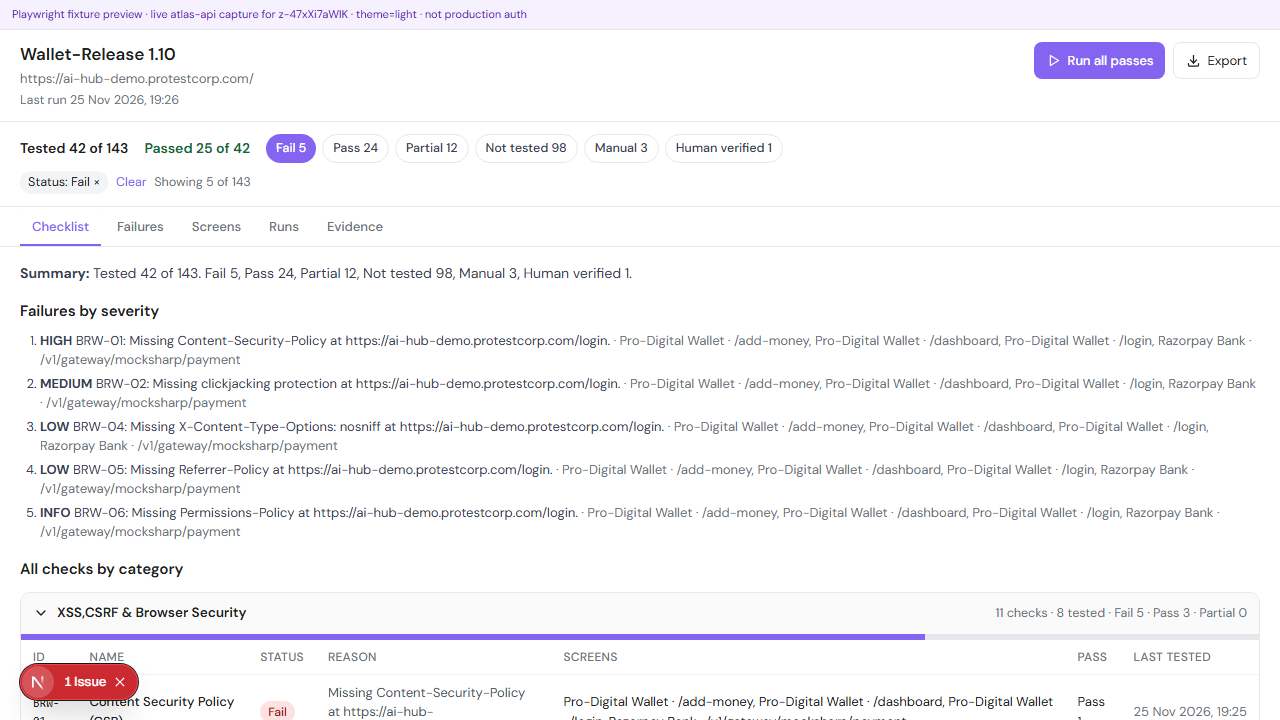 Playwright fixture preview · live atlas-api capture for z-47xXi7aWlK · theme=light · not production auth
Wallet-Release 1.10
https://ai-hub-demo.protestcorp.com/
Last run 25 Nov 2026, 19:26
Run all passes
Export
Tested 42 of 143 Passed 25 of 42 Fail 5 Pass 24 Partial 12 Not tested 98 Manual 3 Human verified 1
Status: Fail × Clear Showing 5 of 143
Checklist Failures Screens Runs Evidence
Summary: Tested 42 of 143. Fail 5, Pass 24, Partial 12, Not tested 98, Manual 3, Human verified 1.
Failures by severity
1. HIGH BRW-01: Missing Content-Security-Policy at https://ai-hub-demo.protestcorp.com/login. · Pro-Digital Wallet · /add-money, Pro-Digital Wallet · /dashboard, Pro-Digital Wallet · /login, Razorpay Bank ·
/v1/gateway/mocksharp/payment
2. MEDIUM BRW-02: Missing clickjacking protection at https://ai-hub-demo.protestcorp.com/login. · Pro-Digital Wallet · /add-money, Pro-Digital Wallet · /dashboard, Pro-Digital Wallet · /login, Razorpay Bank
· /v1/gateway/mocksharp/payment
3. LOW BRW-04: Missing X-Content-Type-Options: nosniff at https://ai-hub-demo.protestcorp.com/login. · Pro-Digital Wallet · /add-money, Pro-Digital Wallet · /dashboard, Pro-Digital Wallet · /login,
Razorpay Bank · /v1/gateway/mocksharp/payment
4. LOW BRW-05: Missing Referrer-Policy at https://ai-hub-demo.protestcorp.com/login. · Pro-Digital Wallet · /add-money, Pro-Digital Wallet · /dashboard, Pro-Digital Wallet · /login, Razorpay Bank ·
/v1/gateway/mocksharp/payment
5. INFO BRW-06: Missing Permissions-Policy at https://ai-hub-demo.protestcorp.com/login. · Pro-Digital Wallet · /add-money, Pro-Digital Wallet · /dashboard, Pro-Digital Wallet · /login, Razorpay Bank ·
/v1/gateway/mocksharp/payment
All checks by category
XSS,CSRF & Browser Security 11 checks · 8 tested · Fail 5 · Pass 3 · Partial 0
ID NAME STATUS REASON SCREENS PASS LAST TESTED
N 1 Issue ×
Content Security Policy
Fail
Missing Content-Security-Policy
at https://ai-hub-
Pro-Digital Wallet · /add-money, Pro-Digital Wallet · /dashboard, Pro-Digital Wallet
Pass
25 Nov 2026, 19:25